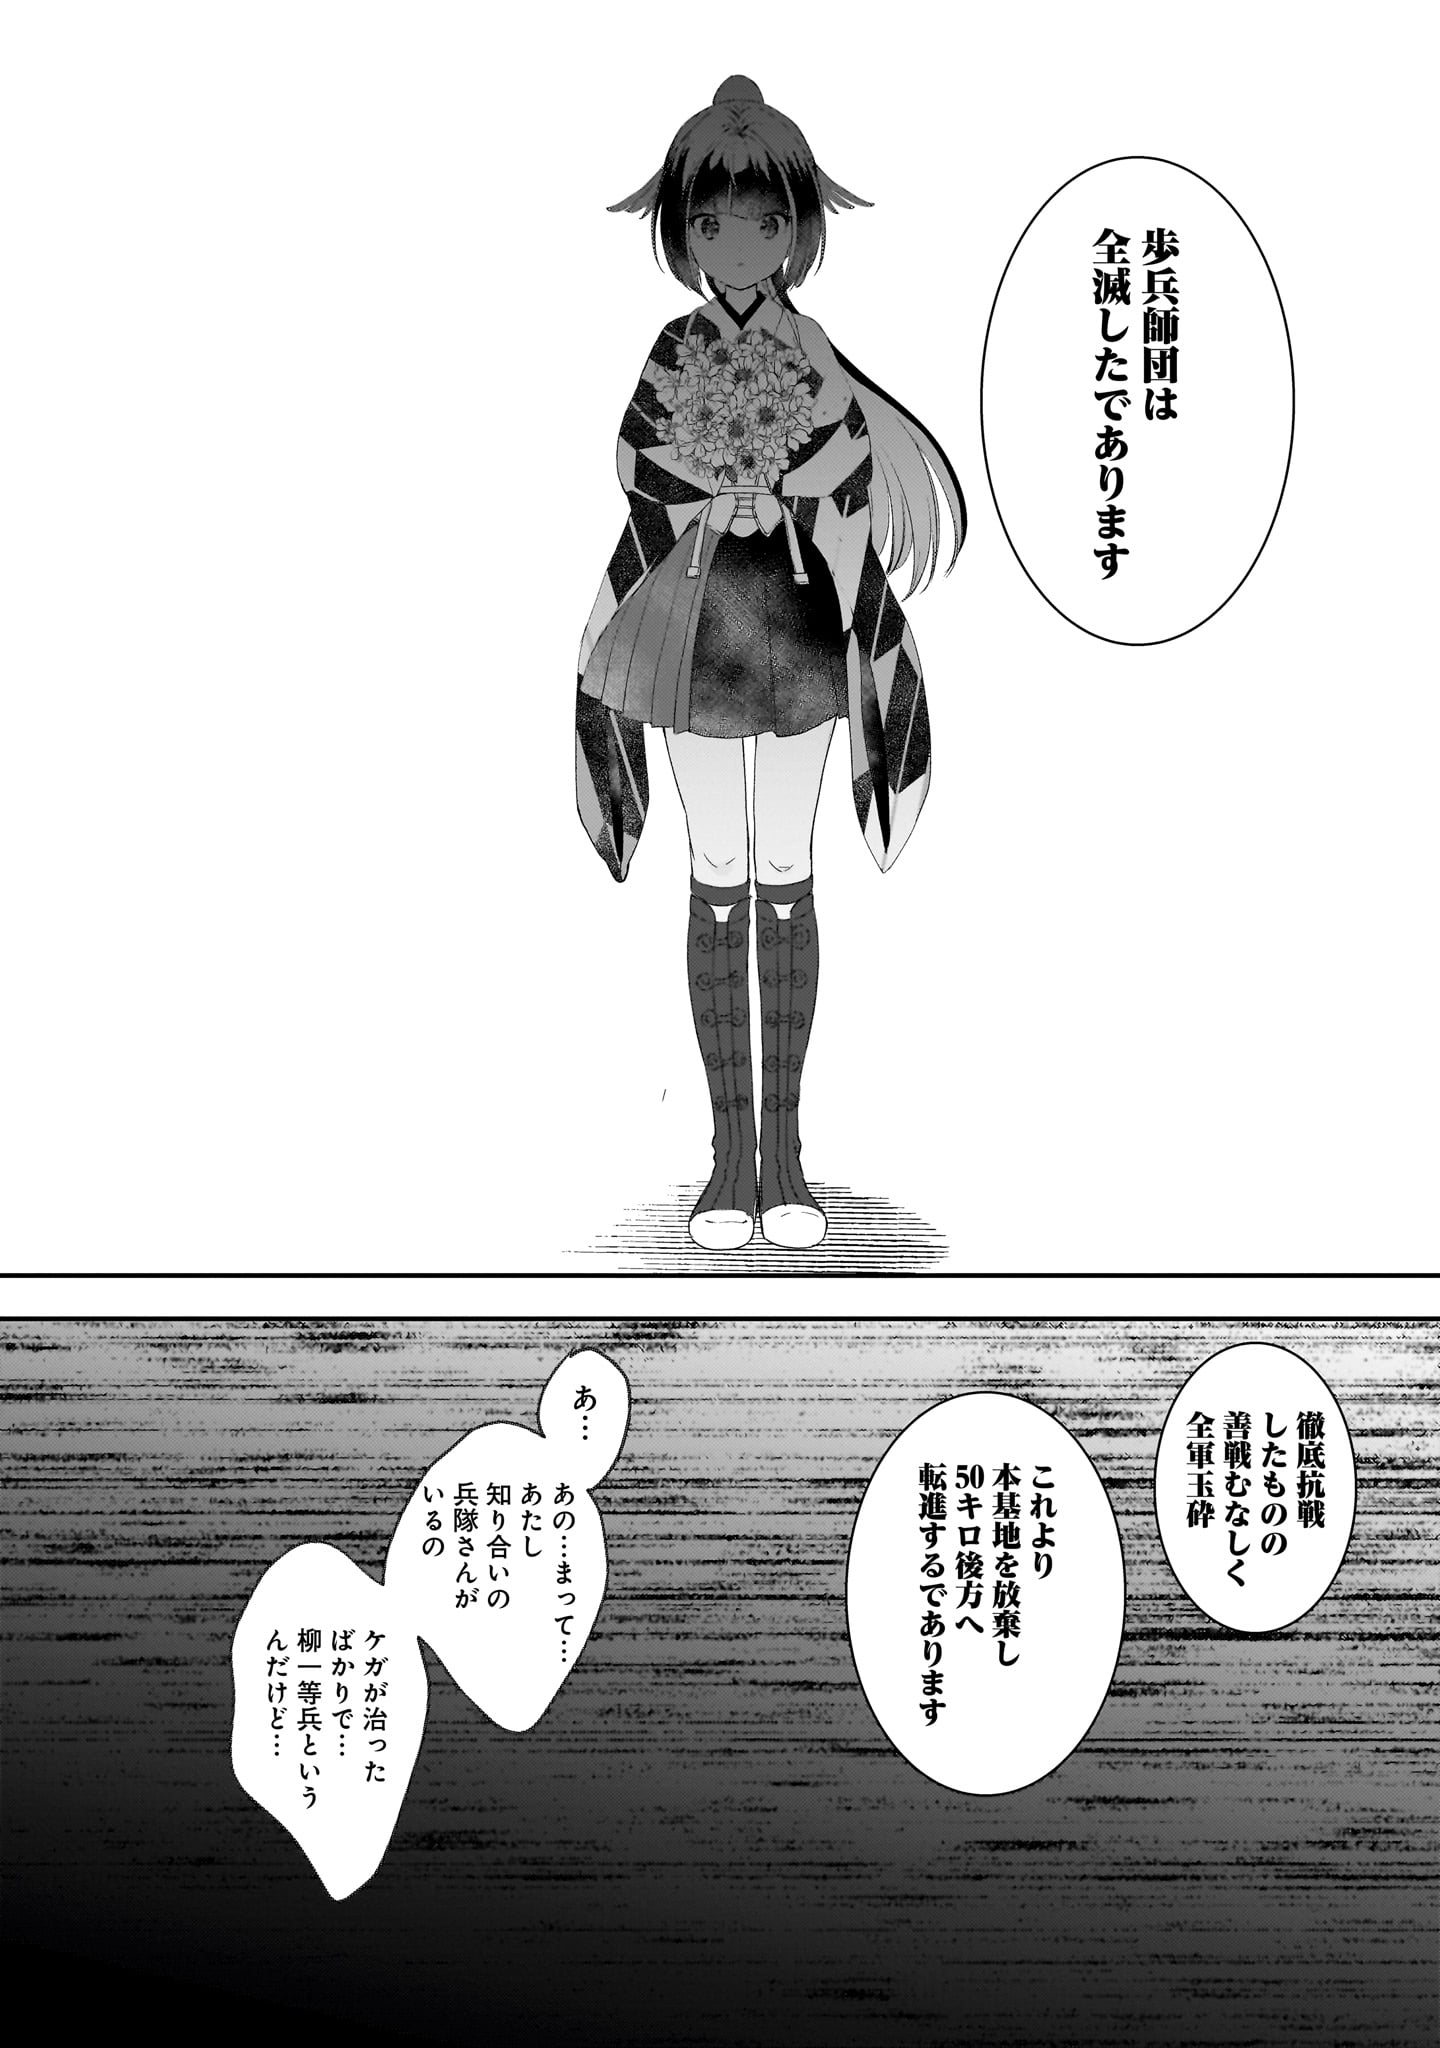 歩兵師団は
全滅したであります
徹底抗戦
したものの
善戦むなしく
全軍玉砕
これより
本基地を放棄し
50キロ後方へ
転進するであります
あ…
あの…まって…
あたし
知り合いの
兵隊さんが
いるの
ケガが治った
ばかりで…
柳一等兵という
んだけど…